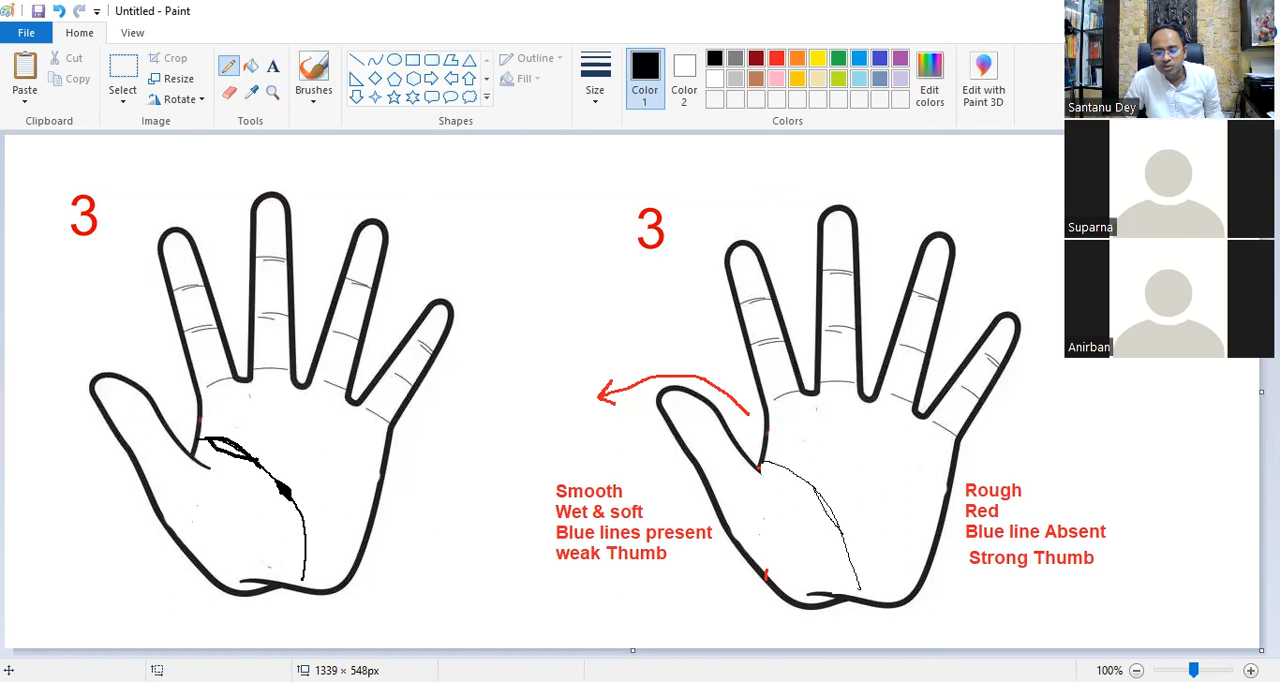 Untitled - Paint
File Home View
Paste
Cut
Copy
Clipboard
Select
Crop
Resize
Rotate
Image
Tools
Brushes
Shapes
Outline
Fill
Size
Color 1
Color 2
Edit colors
Colors
Edit with Paint 3D
Santanu Dey
Suparna
Anirban
3
3
Smooth
Wet & soft
Blue lines present
weak Thumb
Rough
Red
Blue line Absent
Strong Thumb
1339 × 548px
100%